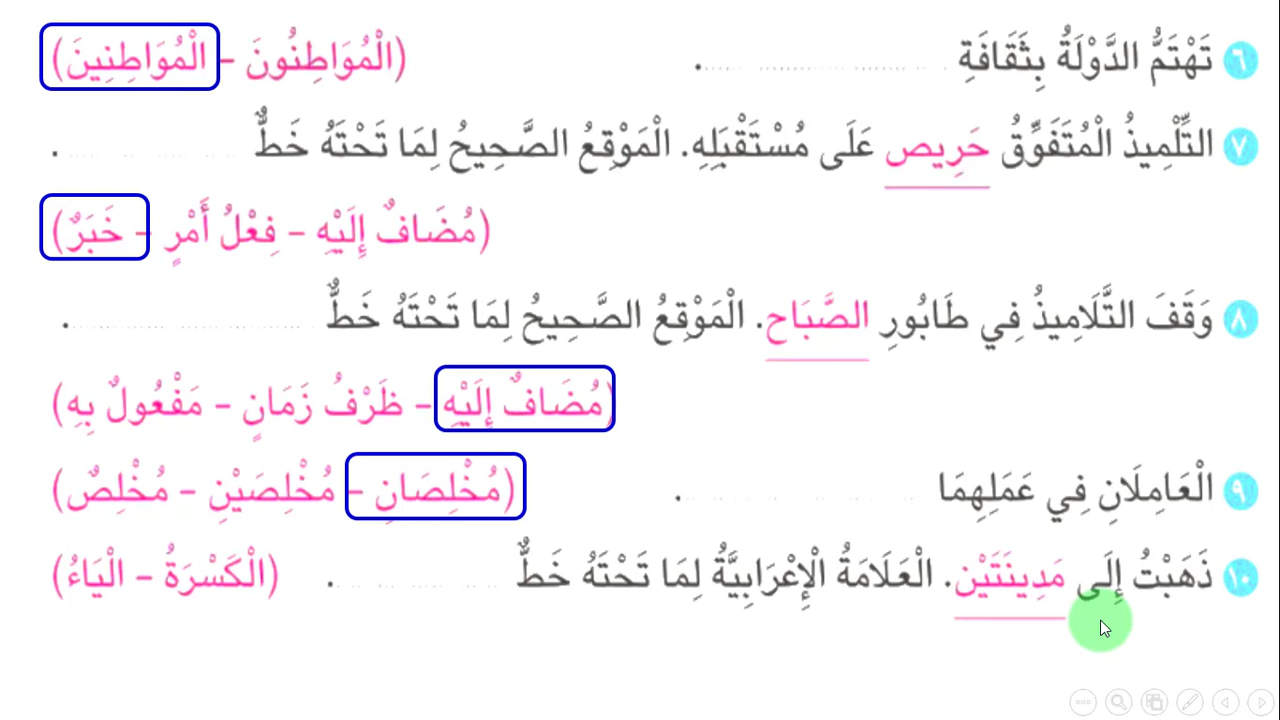 ٦ تَهْتَمُّ الدَّوْلَةُ بِثَقَافَةِ .................... . (الْمُوَاطِنُونَ – الْمُوَاطِنِينَ)
٧ التِّلْمِيذُ الْمُتَفَوِّقُ حَرِيص عَلَى مُسْتَقْبَلِهِ. الْمَوْقِعُ الصَّحِيحُ لِمَا تَحْتَهُ خَطٌّ .................... .
(مُضَافٌ إِلَيْهِ – فِعْلُ أَمْرٍ – خَبَرٌ)
٨ وَقَفَ التَّلَامِيذُ فِي طَابُورِ الصَّبَاح. الْمَوْقِعُ الصَّحِيحُ لِمَا تَحْتَهُ خَطٌّ .................... .
(مُضَافٌ إِلَيْهِ – ظَرْفُ زَمَانٍ – مَفْعُولٌ بِهِ)
٩ الْعَامِلَانِ فِي عَمَلِهِمَا .................... . (مُخْلِصَانِ – مُخْلِصَيْنِ – مُخْلِصٌ)
١٠ ذَهَبْتُ إِلَى مَدِينَتَيْن. الْعَلَامَةُ الْإِعْرَابِيَّةُ لِمَا تَحْتَهُ خَطٌّ .................... . (الْكَسْرَةُ – الْيَاءُ)